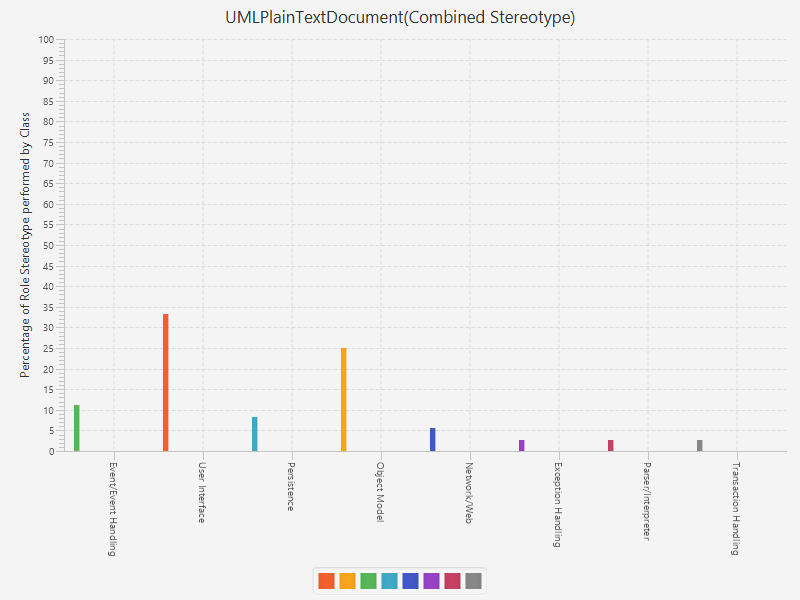 UMLPlainTextDocument(Combined Stereotype)
Percentage of Role Stereotype performed by Class
100
95
90
85
80
75
70
65
60
55
50
45
40
35
30
25
20
15
10
5
0
Event/Event Handling
User Interface
Persistence
Object Model
Network/Web
Exception Handling
Parser/Interpreter
Transaction Handling